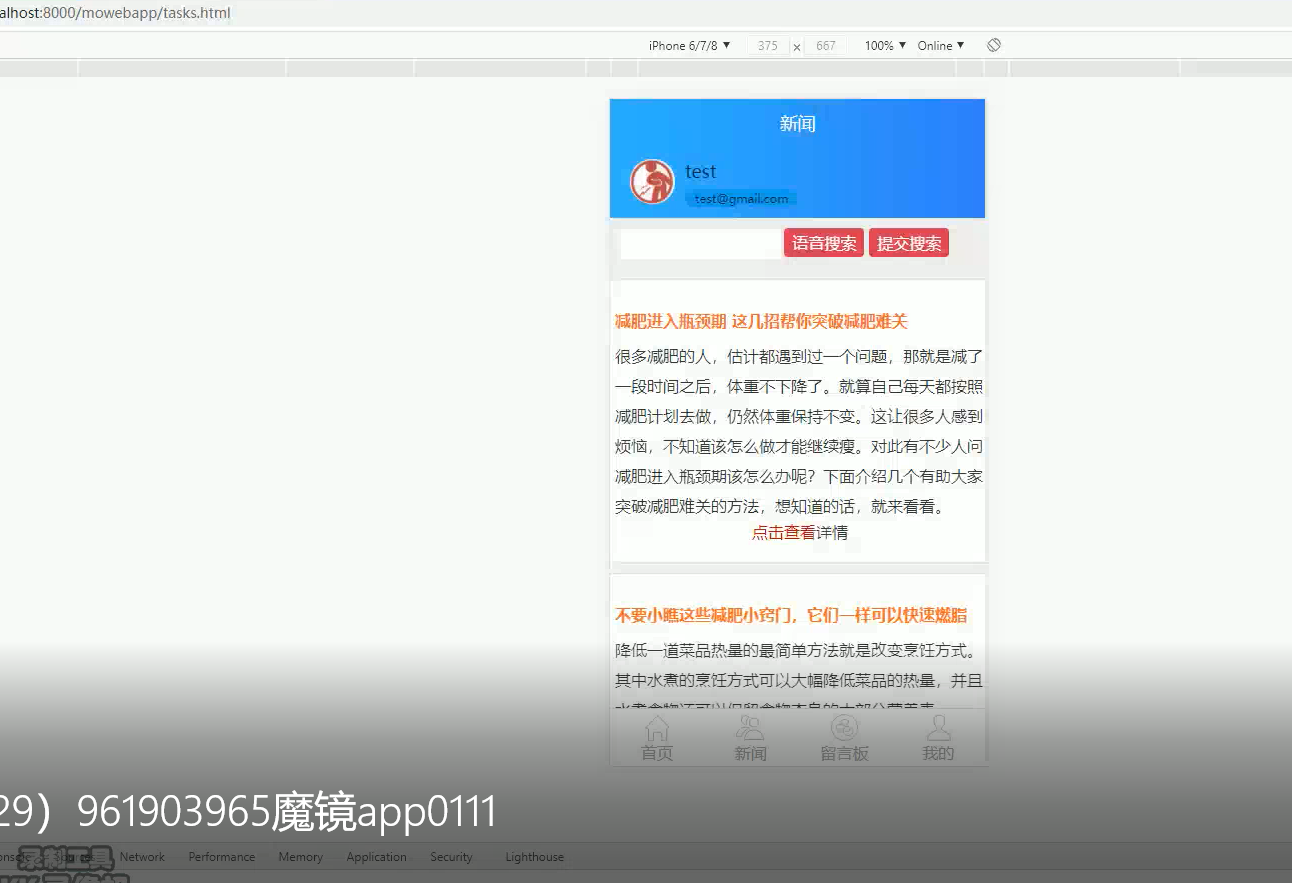 alhost:8000/mowebapp/tasks.html
iPhone 6/7/8 ▼ 375 × 667 100% ▼ Online ▼
新闻
test
test@gmail.com
语音搜索 提交搜索
减肥进入瓶颈期 这几招帮你突破减肥难关
很多减肥的人，估计都遇到过一个问题，那就是减了
一段时间之后，体重不下降了。就算自己每天都按照
减肥计划去做，仍然体重保持不变。这让很多人感到
烦恼，不知道该怎么做才能继续瘦。对此有不少人问
减肥进入瓶颈期该怎么办呢？下面介绍几个有助大家
突破减肥难关的方法，想知道的话，就来看看。
点击查看详情
不要小瞧这些减肥小窍门，它们一样可以快速燃脂
降低一道菜品热量的最简单方法就是改变烹饪方式。
其中水煮的烹饪方式可以大幅降低菜品的热量，并且
首页 新闻 留言板 我的
29）961903965魔镜app0111
Network Performance Memory Application Security Lighthouse
录制工具